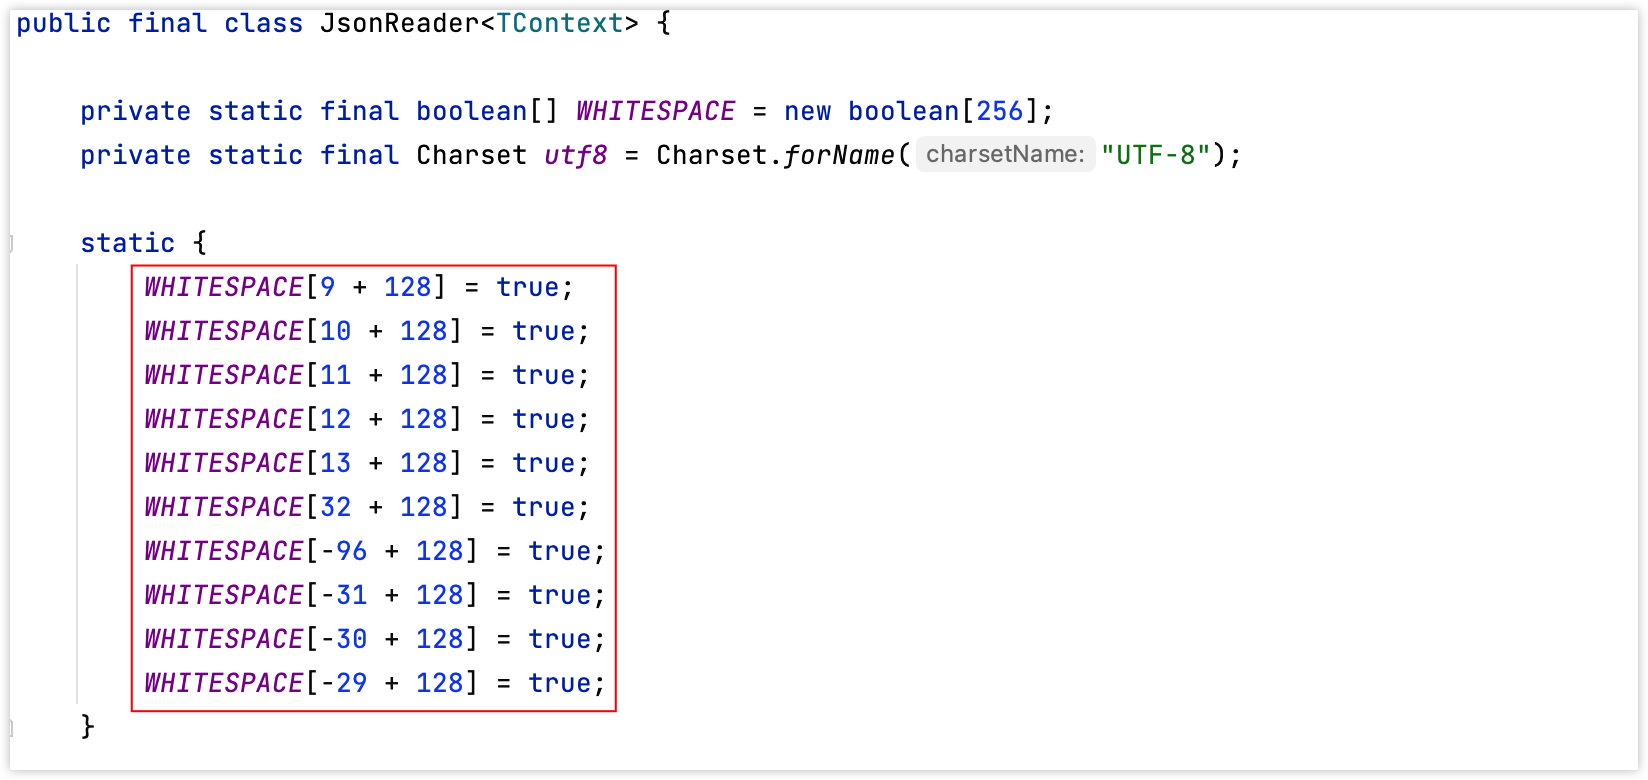 public final class JsonReader<TContext> {
private static final boolean[] WHITESPACE = new boolean[256];
private static final Charset utf8 = Charset.forName( charsetName: "UTF-8");
static {
WHITESPACE[9 + 128] = true;
WHITESPACE[10 + 128] = true;
WHITESPACE[11 + 128] = true;
WHITESPACE[12 + 128] = true;
WHITESPACE[13 + 128] = true;
WHITESPACE[32 + 128] = true;
WHITESPACE[-96 + 128] = true;
WHITESPACE[-31 + 128] = true;
WHITESPACE[-30 + 128] = true;
WHITESPACE[-29 + 128] = true;
}